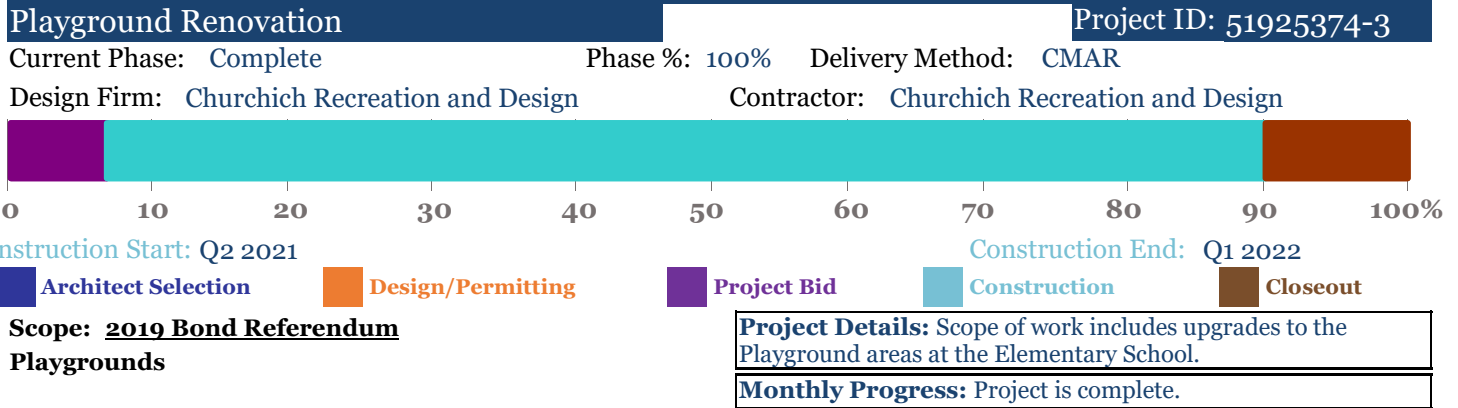 Playground Renovation Project ID: 51925374-3
Current Phase: Complete Phase %: 100% Delivery Method: CMAR
Design Firm: Churchich Recreation and Design Contractor: Churchich Recreation and Design
0 10 20 30 40 50 60 70 80 90 100%
nstruction Start: Q2 2021 Construction End: Q1 2022
Architect Selection Design/Permitting Project Bid Construction Closeout
Scope: 2019 Bond Referendum
Playgrounds
Project Details: Scope of work includes upgrades to the
Playground areas at the Elementary School.
Monthly Progress: Project is complete.